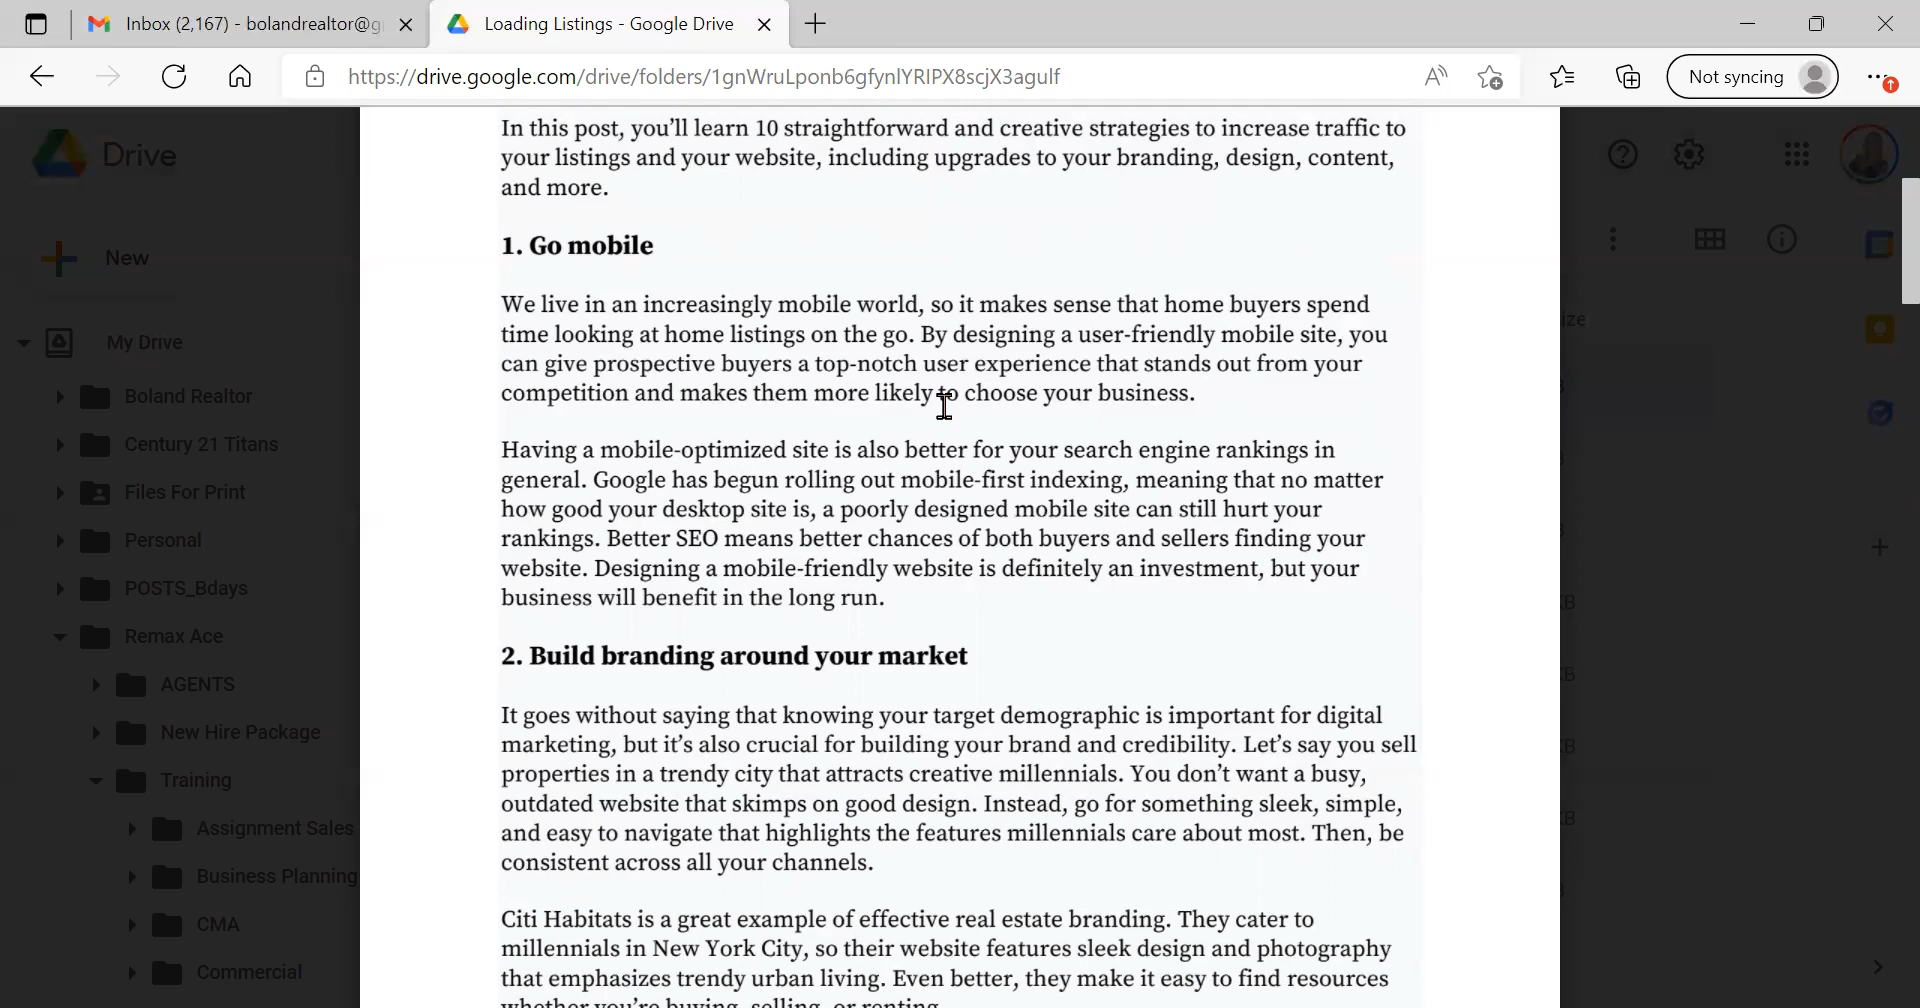 Inbox (2,167) - bolandrealtor@g
Loading Listings - Google Drive
https://drive.google.com/drive/folders/1gnWruLponb6gfynlYRIPX8scjX3agulf
Not syncing
Drive
New
My Drive
Boland Realtor
Century 21 Titans
Files For Print
Personal
POSTS_Bdays
Remax Ace
AGENTS
New Hire Package
Training
Assignment Sales
Business Planning
CMA
Commercial
In this post, you’ll learn 10 straightforward and creative strategies to increase traffic to
your listings and your website, including upgrades to your branding, design, content,
and more.
1. Go mobile
We live in an increasingly mobile world, so it makes sense that home buyers spend
time looking at home listings on the go. By designing a user-friendly mobile site, you
can give prospective buyers a top-notch user experience that stands out from your
competition and makes them more likely to choose your business.
Having a mobile-optimized site is also better for your search engine rankings in
general. Google has begun rolling out mobile-first indexing, meaning that no matter
how good your desktop site is, a poorly designed mobile site can still hurt your
rankings. Better SEO means better chances of both buyers and sellers finding your
website. Designing a mobile-friendly website is definitely an investment, but your
business will benefit in the long run.
2. Build branding around your market
It goes without saying that knowing your target demographic is important for digital
marketing, but it’s also crucial for building your brand and credibility. Let’s say you sell
properties in a trendy city that attracts creative millennials. You don’t want a busy,
outdated website that skimps on good design. Instead, go for something sleek, simple,
and easy to navigate that highlights the features millennials care about most. Then, be
consistent across all your channels.
Citi Habitats is a great example of effective real estate branding. They cater to
millennials in New York City, so their website features sleek design and photography
that emphasizes trendy urban living. Even better, they make it easy to find resources
whether you’re buying, selling, or renting.